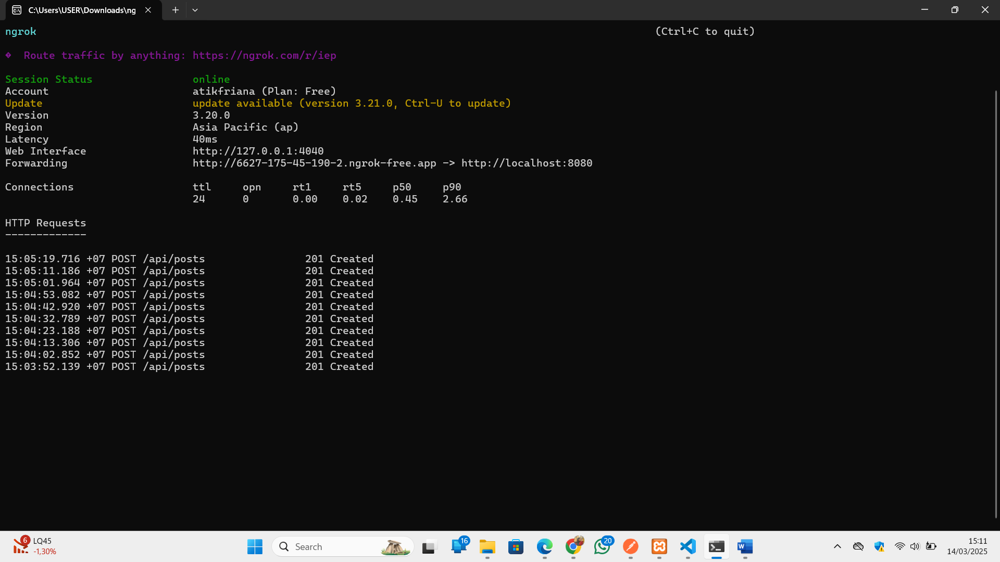 C:\Users\USER\Downloads\ng
ngrok (Ctrl+C to quit)
Route traffic by anything: https://ngrok.com/r/iep
Session Status online
Account atikfriana (Plan: Free)
Update update available (version 3.21.0, Ctrl-U to update)
Version 3.20.0
Region Asia Pacific (ap)
Latency 40ms
Web Interface http://127.0.0.1:4040
Forwarding http://6627-175-45-190-2.ngrok-free.app -> http://localhost:8080
Connections ttl opn rt1 rt5 p50 p90
24 0 0.00 0.02 0.45 2.66
HTTP Requests
-------------
15:05:19.716 +07 POST /api/posts 201 Created
15:05:11.186 +07 POST /api/posts 201 Created
15:05:01.964 +07 POST /api/posts 201 Created
15:04:53.082 +07 POST /api/posts 201 Created
15:04:42.920 +07 POST /api/posts 201 Created
15:04:32.789 +07 POST /api/posts 201 Created
15:04:23.188 +07 POST /api/posts 201 Created
15:04:13.306 +07 POST /api/posts 201 Created
15:04:02.852 +07 POST /api/posts 201 Created
15:03:52.139 +07 POST /api/posts 201 Created
6 LQ45
-1,30%
Search
16
20
15:11
14/03/2025